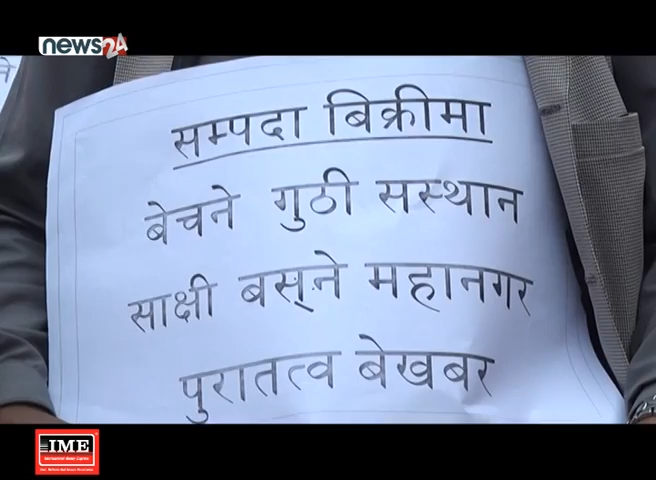 news24
ने
सम्पदा बिक्रीमा
बेचने गुठी सस्थान
साक्षी बस्‌ने महानगर
पुरातत्व बेखबर
IME